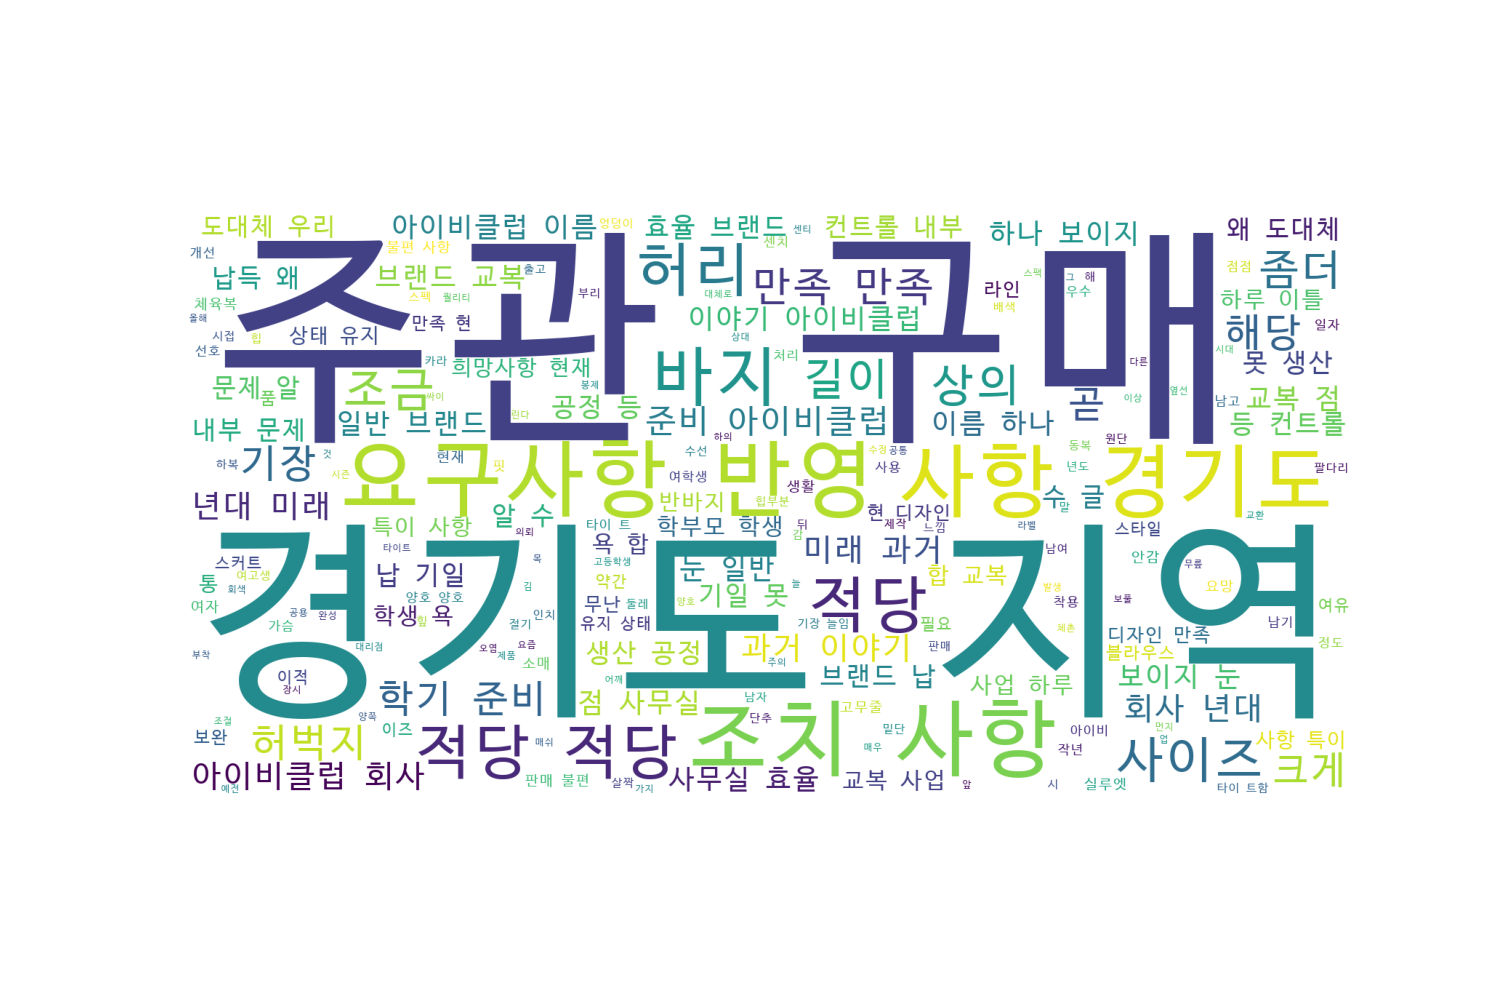 도대체 우리
아이비클럽 이름
엉덩이
효율 브랜드
센티
컨트롤 내부
하나 보이지
왜 도대체
개선
불편 사항
센치
납득 왜
브랜드 교복
출고
허리
만족 만족
스팩
그
해
점점
좀더
체육복
스펙
퀄리티
부리
대체로
라인
우수
하루 이틀
올해
시접
힙
상태 유지
만족 현
이야기 아이비클럽
배색
해당
일자
주관 구매
선호
카라
희망사항 현재
상대
처리
다른
시대
못 생산
문제
품
알
조금
싸이
봉제
바지 길이
상의
곧
이상
옆선
남고
교복 점
내부 문제
일반 브랜드
린다
공정 등
준비 아이비클럽
이름 하나
등 컨트롤
하복
기장
것
시즌
현재
핏
요구사항 반영
수선
하의
여학생
생활
수정
공통
사용
사항 경기도
동복
원단
년도
팔다리
년대 미래
알 수
반바지
힙부분
현 디자인
수 글
말
교환
특이 사항
의뢰
타이 트
학부모 학생
뒤
감
제작
느낌
라벨
스타일
스커트
타이트
목
고등학생
욕 합
눈 일반
미래 과거
남여
안감
무릎
통
여고생
회색
납 기일
김
약간
기일 못
늘
적당
합 교복
발생
요망
여자
공용
완성
양호 양호
학생 욕
힘
절기
인치
무난
둘레
양호
유지 상태
기장 늘임
필요
착용
보풀
남기
여유
가슴
경기도 지역
부착
대리점
오염
요즘
제품
소매
생산 공정
주의
과거 이야기
판매
체촌
디자인 만족
블라우스
정도
이적
장시
학기 준비
어깨
점 사무실
남자
브랜드 납
사업 하루
보이지 눈
회사 년대
조절
보완
허벅지
양쪽
이즈
적당 적당
매쉬
조치 사항
단추
고무줄
매우
밑단
아이비
작년
먼지
업
사이즈
사항 특이
크게
아이비클럽 회사
예전
판매 불편
살짝
가지
사무실 효율
교복 사업
앞
시
실루엣
타이 트함